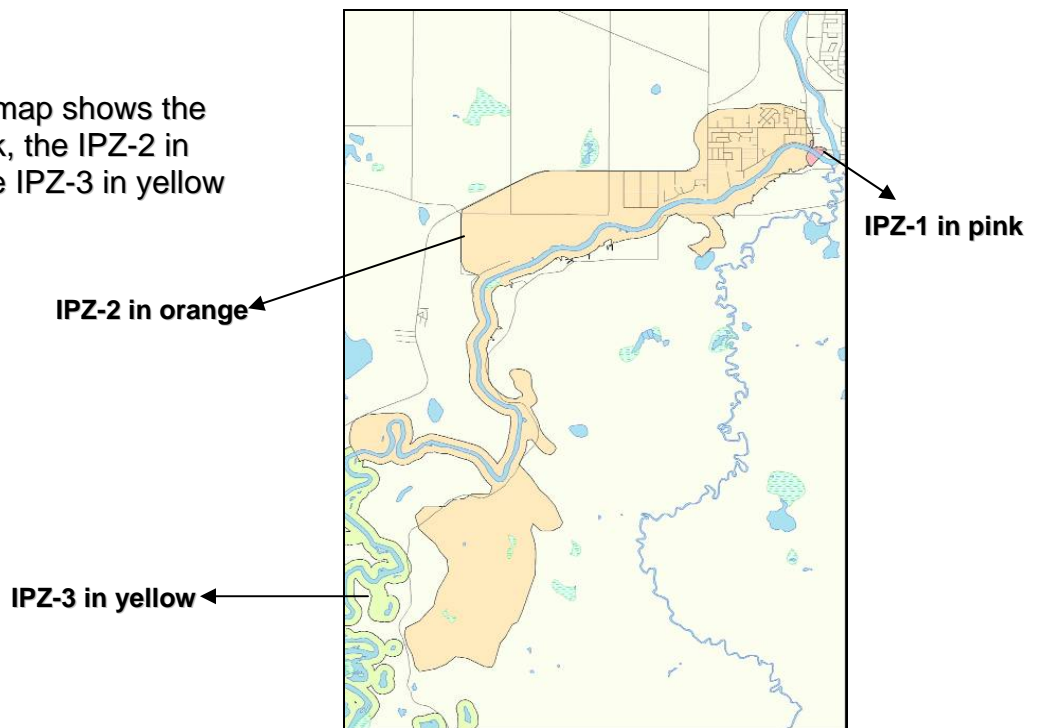 map shows the
k, the IPZ-2 in
e IPZ-3 in yellow
IPZ-1 in pink
IPZ-2 in orange
IPZ-3 in yellow